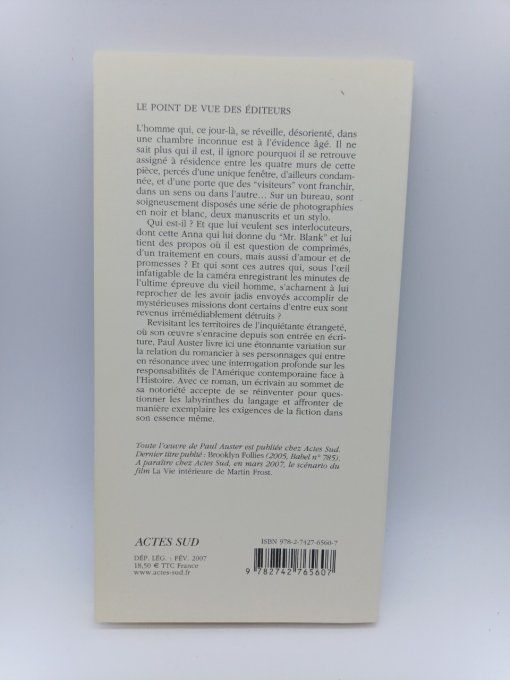 LE POINT DE VUE DES ÉDITEURS
L'homme qui, ce jour-là, se réveille, désorienté, dans
une chambre inconnue est à l'évidence âgé. Il ne
sait plus qui il est, il ignore pourquoi il se retrouve
assigné à résidence entre les quatre murs de cette
pièce, percés d'une unique fenêtre, d'ailleurs condam-
née, et d'une porte que des "visiteurs" vont franchir,
dans un sens ou dans l'autre... Sur un bureau, sont
soigneusement disposés une série de photographies
en noir et blanc, deux manuscrits et un stylo.
Qui est-il ? Et que lui veulent ses interlocuteurs,
dont cette Anna qui lui donne du "Mr. Blank" et lui
tient des propos où il est question de comprimés,
d'un traitement en cours, mais aussi d'amour et de
promesses ? Et qui sont ces autres qui, sous l'œil
infatigable de la caméra enregistrant les minutes de
l'ultime épreuve du vieil homme, s'acharnent à lui
reprocher de les avoir jadis envoyés accomplir de
mystérieuses missions dont certains d'entre eux sont
revenus irrémédiablement détruits ?
Revisitant les territoires de l'inquiétante étrangeté,
où son œuvre s'enracine depuis son entrée en écri-
ture, Paul Auster livre ici une étonnante variation sur
la relation du romancier à ses personnages qui entre
en résonance avec une interrogation profonde sur les
responsabilités de l'Amérique contemporaine face à
l'Histoire. Avec ce roman, un écrivain au sommet de
sa notoriété accepte de se réinventer pour ques-
tionner les labyrinthes du langage et affronter de
manière exemplaire les exigences de la fiction dans
son essence même.
Toute l'œuvre de Paul Auster est publiée chez Actes Sud.
Dernier titre publié : Brooklyn Follies (2005, Babel n° 785).
A paraître chez Actes Sud, en mars 2007, le scénario du
film La Vie intérieure de Martin Frost.
ACTES SUD
DÉP. LÉG. : FÉV. 2007
18,50 € TTC France
www.actes-sud.fr
ISBN 978-2-7427-6560-7
9 782742 765607